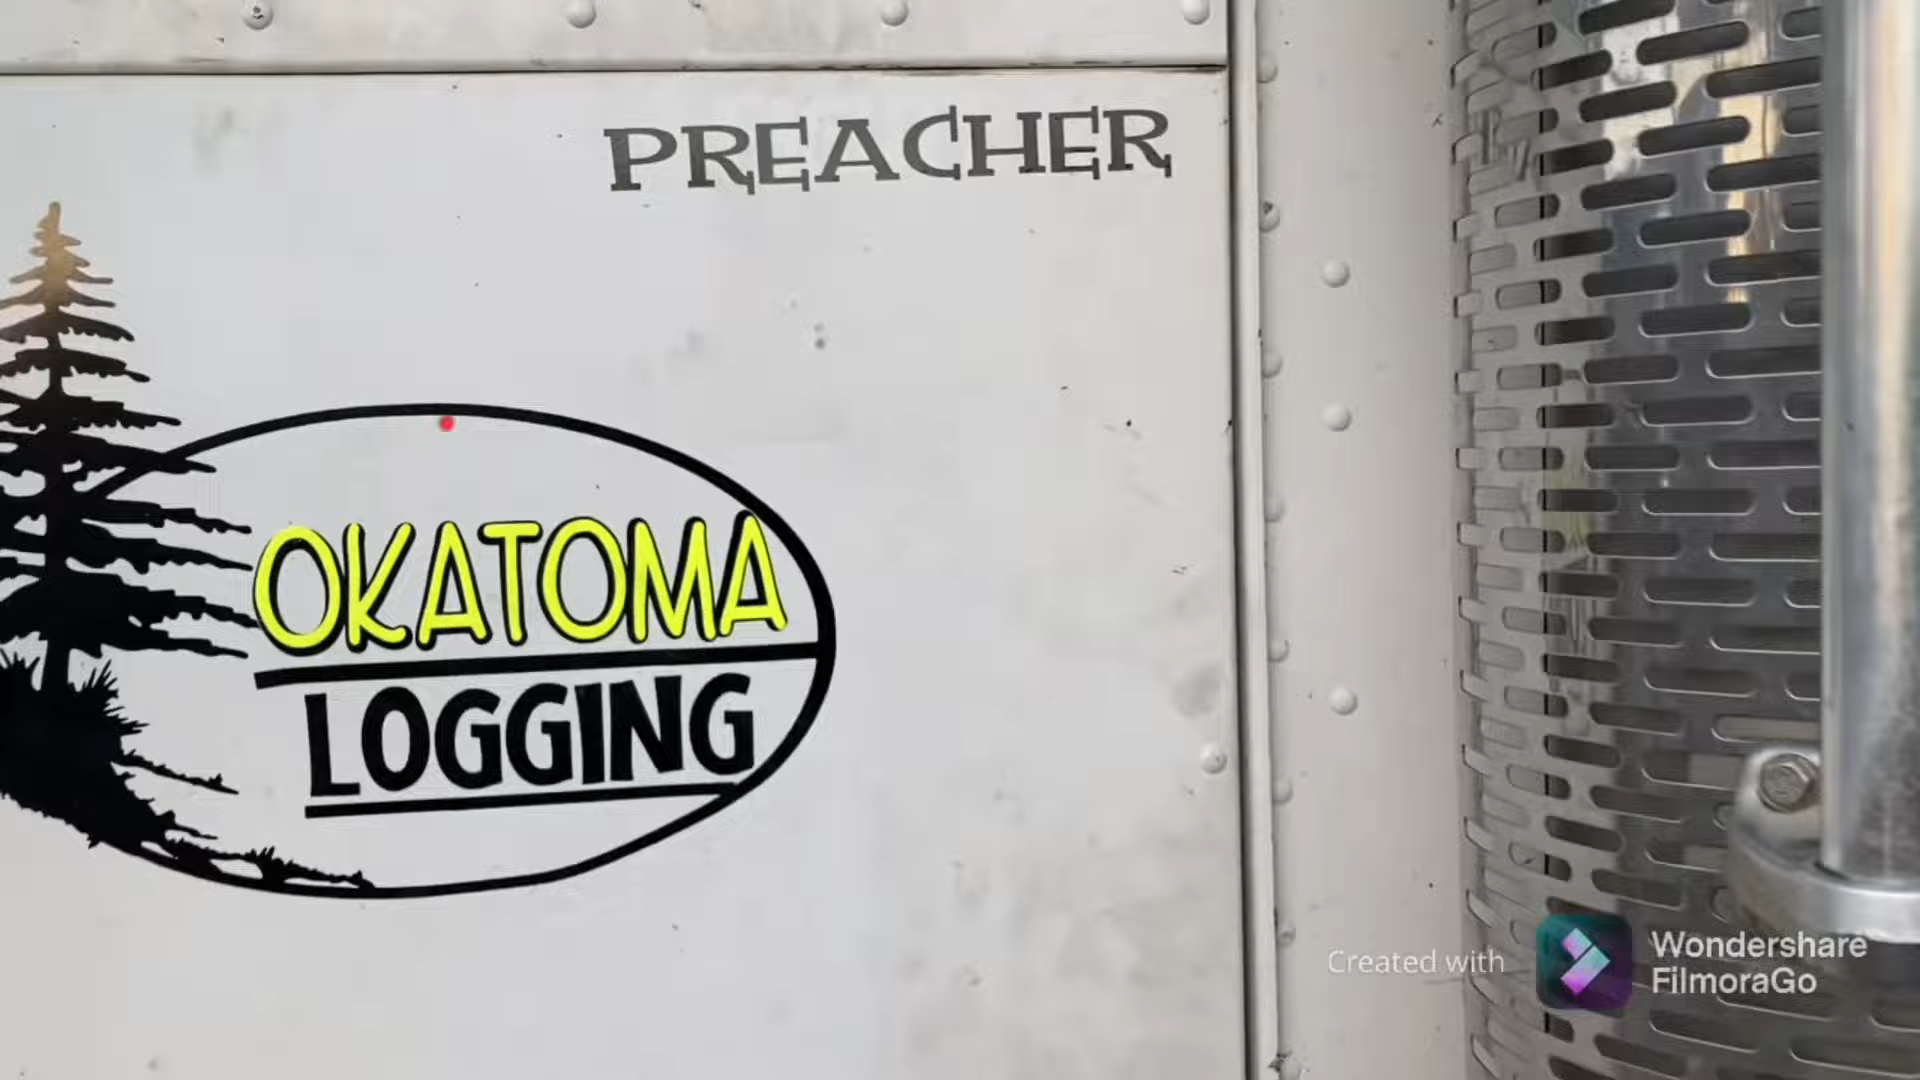 PREACHER
OKATOMA
LOGGING
Created with
Wondershare
FilmoraGo